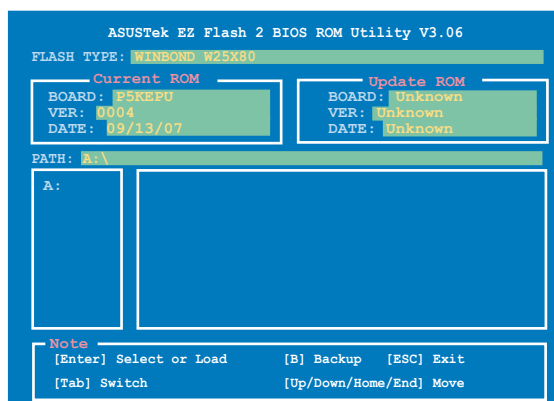 ASUSTek EZ Flash 2 BIOS ROM Utility V3.06
FLASH TYPE: WINBOND W25X80
Current ROM
BOARD: P5KEPU
VER: 0004
DATE: 09/13/07
Update ROM
BOARD: Unknown
VER: Unknown
DATE: Unknown
PATH: A:\
A:
Note
[Enter] Select or Load [B] Backup [ESC] Exit
[Tab] Switch [Up/Down/Home/End] Move